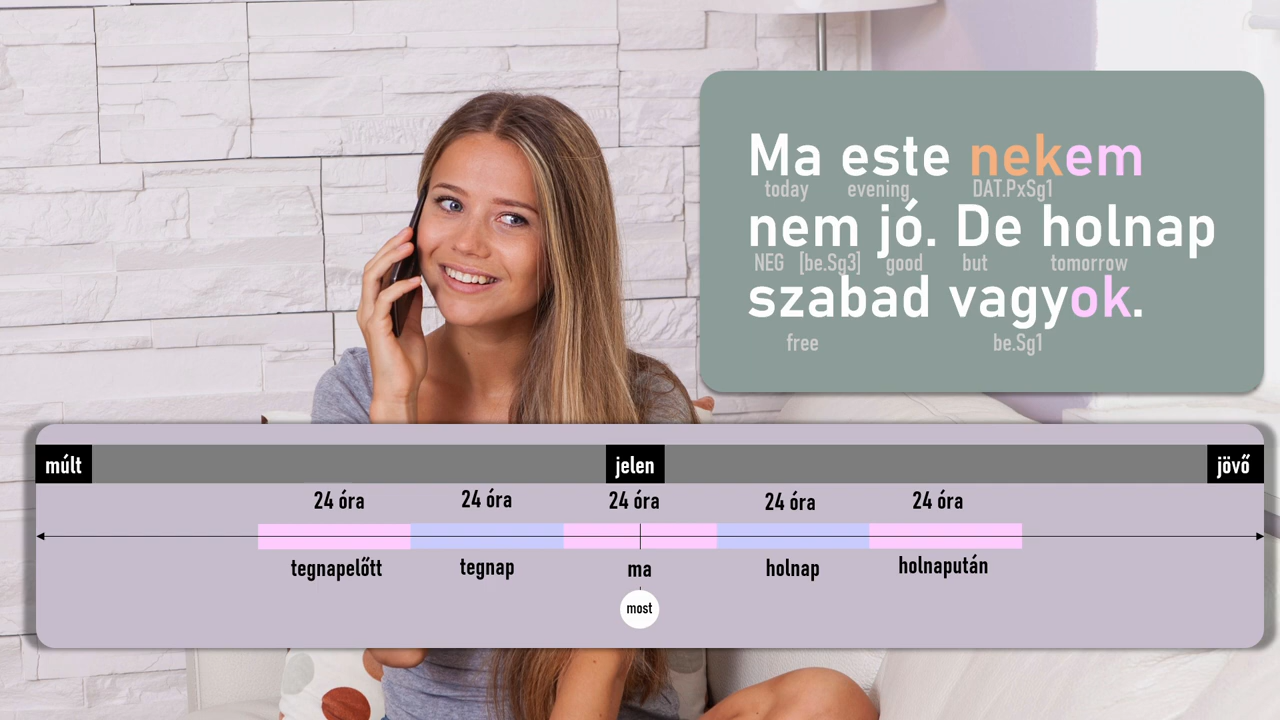 Ma este nekem
today evening DAT.PxSg1
nem jó. De holnap
NEG [be.Sg3] good but tomorrow
szabad vagyok.
free be.Sg1
múlt jelen jövő
24 óra 24 óra 24 óra 24 óra 24 óra
tegnapelőtt tegnap ma holnap holnapután
most